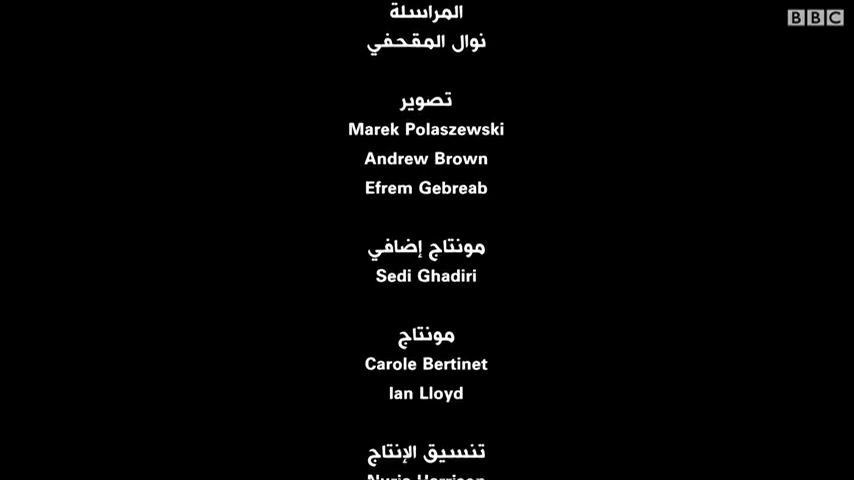 BBC
المراسلة
نوال المقحفي
تصوير
Marek Polaszewski
Andrew Brown
Efrem Gebreab
مونتاج إضافي
Sedi Ghadiri
مونتاج
Carole Bertinet
Ian Lloyd
تنسيق الإنتاج